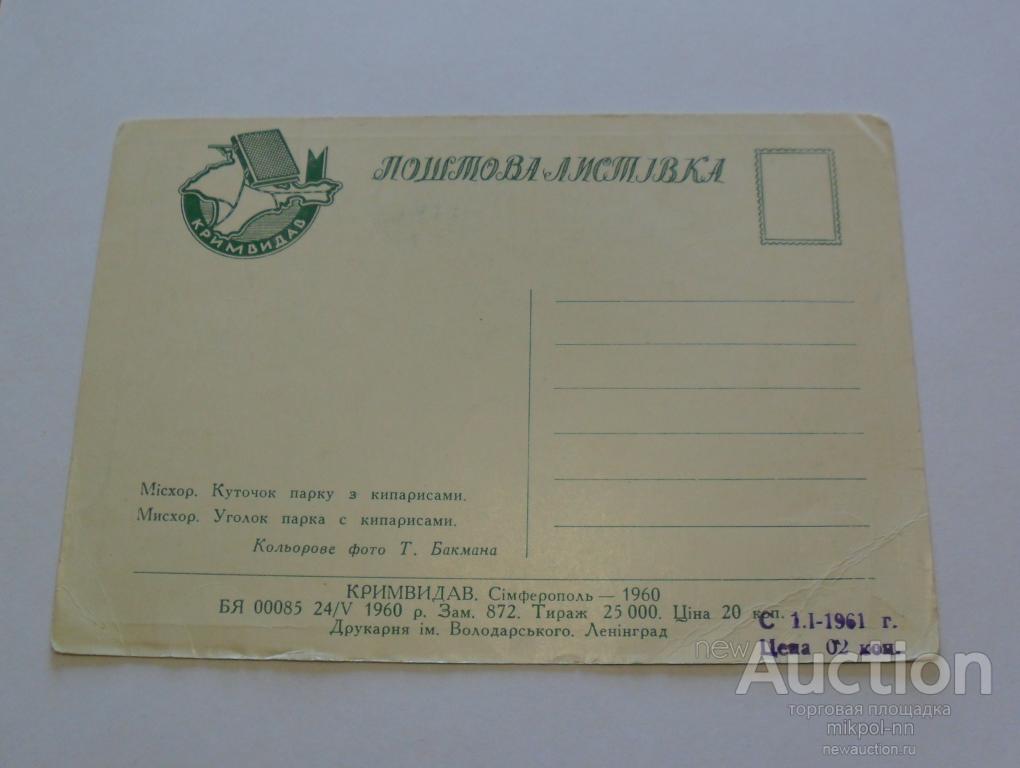 КРИМВИДАВ
ПОШТОВА ЛИСТІВКА
Місхор. Куточок парку з кипарисами.
Мисхор. Уголок парка с кипарисами.
Кольорове фото Т. Бакмана
КРИМВИДАВ. Сімферополь — 1960
БЯ 00085 24/V 1960 р. Зам. 872. Тираж 25 000. Ціна 20 коп.
Друкарня ім. Володарського. Ленінград
С 1.I-1961 г.
Цена 02 коп.
newAuction
торговая площадка
mikpol-nn
newauction.ru